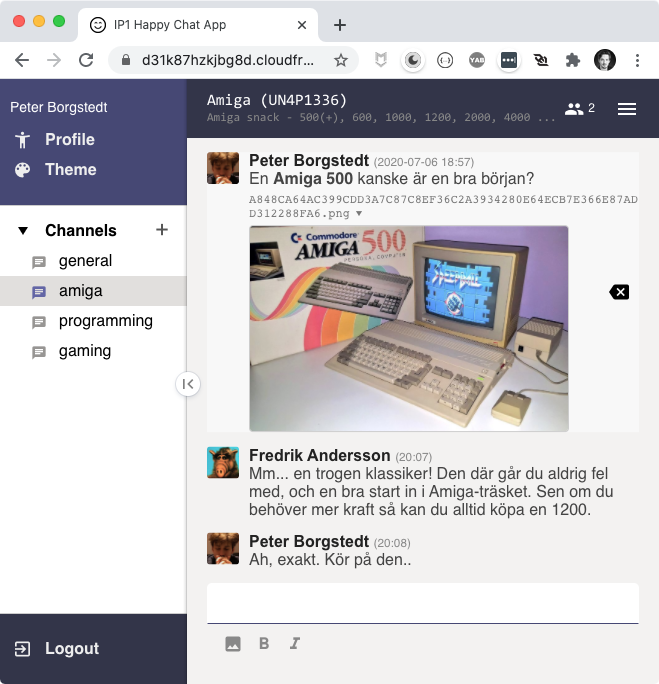 IP1 Happy Chat App
d31k87hzkjbg8d.cloudfr...
YAB
Peter Borgstedt
Profile
Theme
Channels
general
amiga
programming
gaming
Logout
Amiga (UN4P1336)
Amiga snack - 500(+), 600, 1000, 1200, 2000, 4000 ...
2
Peter Borgstedt (2020-07-06 18:57)
En Amiga 500 kanske är en bra början?
A848CA64AC399CDD3A7C87C8EF36C2A3934280E64ECB7E366E87AD
D312288FA6.png ▾
Commodore
AMIGA 500
PERSONAL COMPUTER
SPEEDBALL
Fredrik Andersson (20:07)
Mm... en trogen klassiker! Den där går du aldrig fel
med, och en bra start in i Amiga-träsket. Sen om du
behöver mer kraft så kan du alltid köpa en 1200.
Peter Borgstedt (20:08)
Ah, exakt. Kör på den..
B I